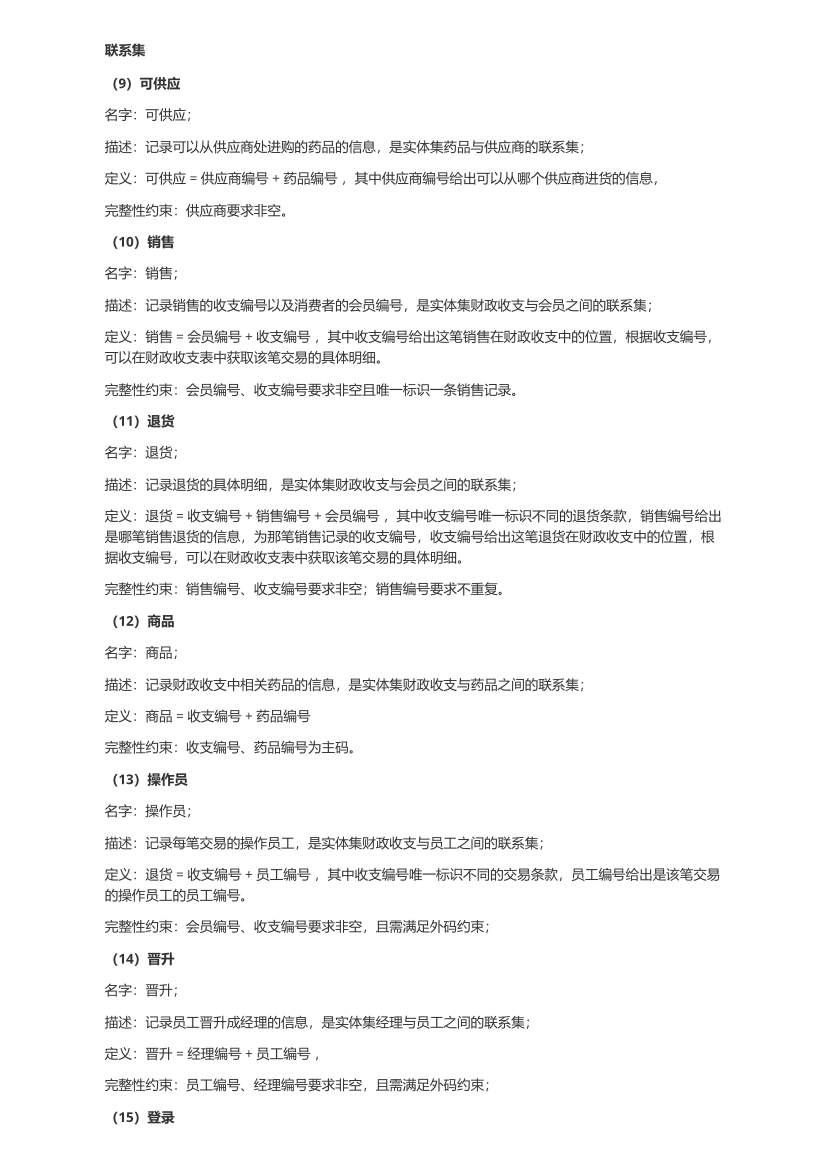 联系集
（9）可供应
名字：可供应；
描述：记录可以从供应商处进购的药品的信息，是实体集药品与供应商的联系集；
定义：可供应 = 供应商编号 + 药品编号 ，其中供应商编号给出可以从哪个供应商进货的信息，
完整性约束：供应商要求非空。
（10）销售
名字：销售；
描述：记录销售的收支编号以及消费者的会员编号，是实体集财政收支与会员之间的联系集；
定义：销售 = 会员编号 + 收支编号 ，其中收支编号给出这笔销售在财政收支中的位置，根据收支编号，
可以在财政收支表中获取该笔交易的具体明细。
完整性约束：会员编号、收支编号要求非空且唯一标识一条销售记录。
（11）退货
名字：退货；
描述：记录退货的具体明细，是实体集财政收支与会员之间的联系集；
定义：退货 = 收支编号 + 销售编号 + 会员编号 ，其中收支编号唯一标识不同的退货条款，销售编号给出
是哪笔销售退货的信息，为那笔销售记录的收支编号，收支编号给出这笔退货在财政收支中的位置，根
据收支编号，可以在财政收支表中获取该笔交易的具体明细。
完整性约束：销售编号、收支编号要求非空；销售编号要求不重复。
（12）商品
名字：商品；
描述：记录财政收支中相关药品的信息，是实体集财政收支与药品之间的联系集；
定义：商品 = 收支编号 + 药品编号
完整性约束：收支编号、药品编号为主码。
（13）操作员
名字：操作员；
描述：记录每笔交易的操作员工，是实体集财政收支与员工之间的联系集；
定义：退货 = 收支编号 + 员工编号 ，其中收支编号唯一标识不同的交易条款，员工编号给出是该笔交易
的操作员工的员工编号。
完整性约束：会员编号、收支编号要求非空，且需满足外码约束；
（14）晋升
名字：晋升；
描述：记录员工晋升成经理的信息，是实体集经理与员工之间的联系集；
定义：晋升 = 经理编号 + 员工编号 ，
完整性约束：员工编号、经理编号要求非空，且需满足外码约束；
（15）登录